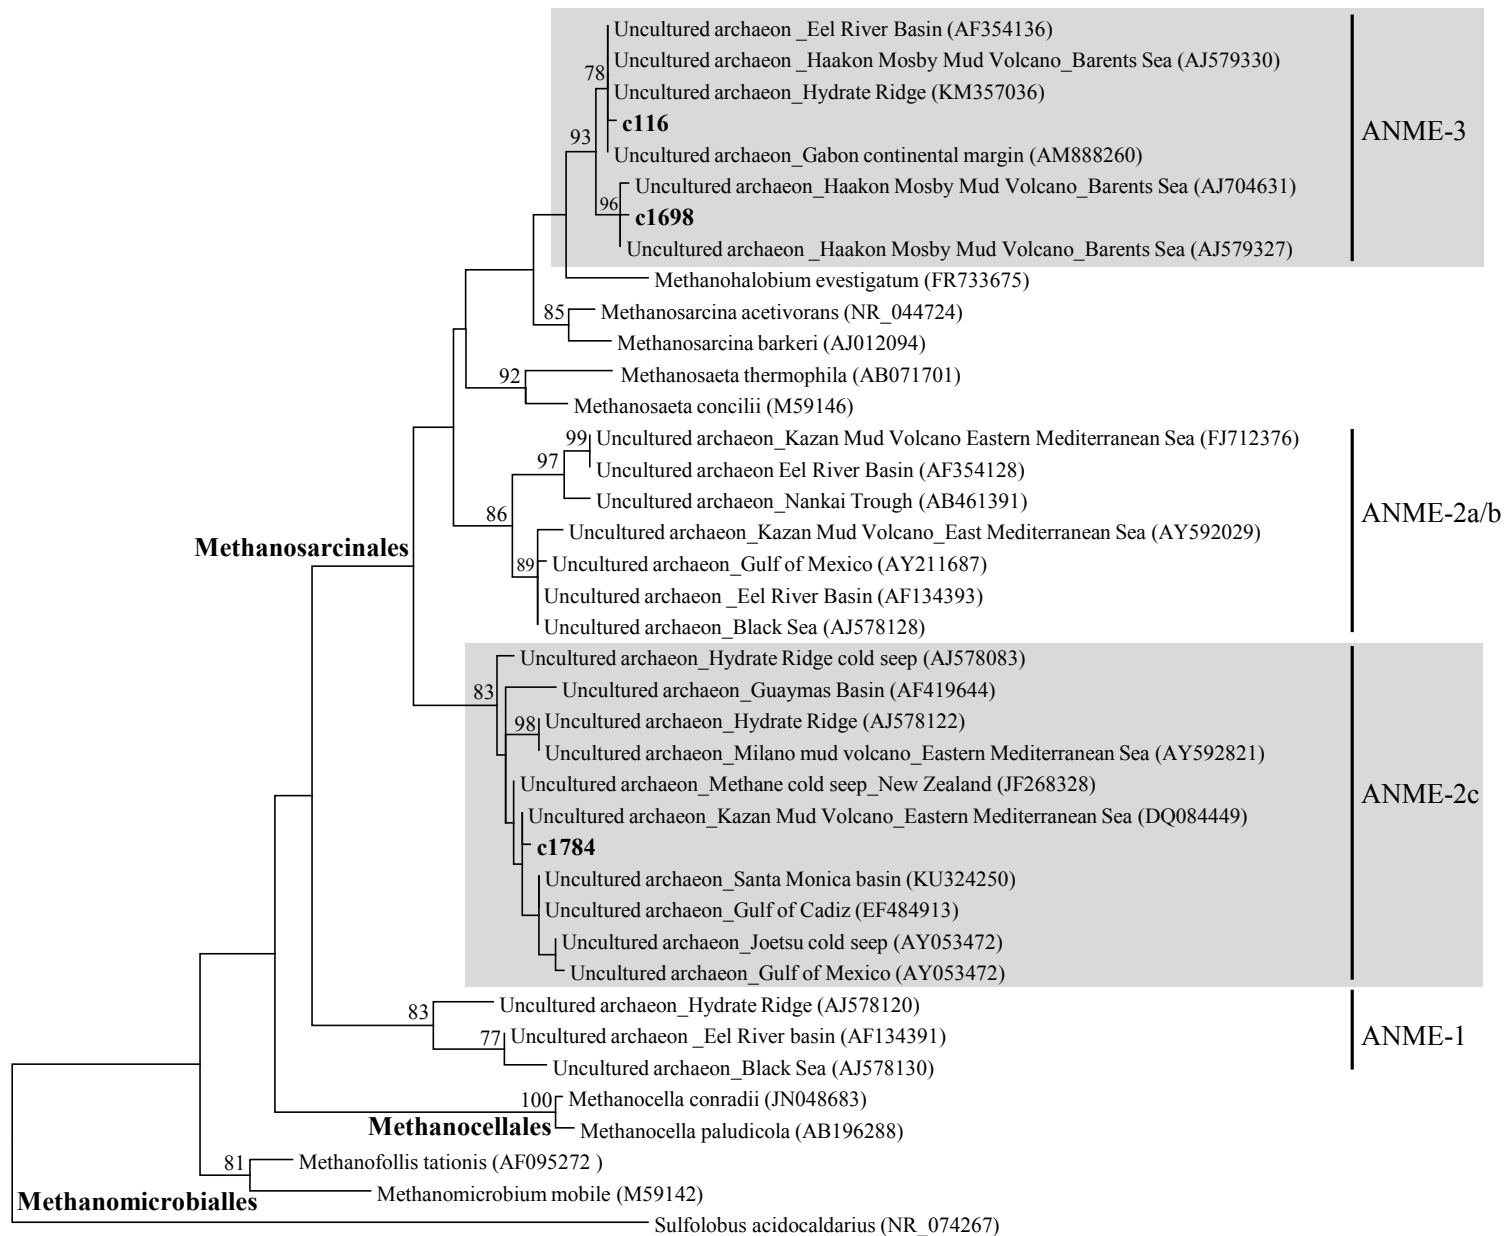 Uncultured archaeon _Eel River Basin (AF354136)
Uncultured archaeon _Haakon Mosby Mud Volcano_Barents Sea (AJ579330)
78
Uncultured archaeon_Hydrate Ridge (KM357036)
c116
ANME-3
93
Uncultured archaeon_Gabon continental margin (AM888260)
Uncultured archaeon_Haakon Mosby Mud Volcano_Barents Sea (AJ704631)
96
c1698
Uncultured archaeon _Haakon Mosby Mud Volcano_Barents Sea (AJ579327)
Methanohalobium evestigatum (FR733675)
85
Methanosarcina acetivorans (NR_044724)
Methanosarcina barkeri (AJ012094)
92
Methanosaeta thermophila (AB071701)
Methanosaeta concilii (M59146)
99
Uncultured archaeon_Kazan Mud Volcano Eastern Mediterranean Sea (FJ712376)
97
Uncultured archaeon Eel River Basin (AF354128)
Uncultured archaeon_Nankai Trough (AB461391)
86
ANME-2a/b
Uncultured archaeon_Kazan Mud Volcano_East Mediterranean Sea (AY592029)
Methanosarcinales
89
Uncultured archaeon_Gulf of Mexico (AY211687)
Uncultured archaeon _Eel River Basin (AF134393)
Uncultured archaeon_Black Sea (AJ578128)
Uncultured archaeon_Hydrate Ridge cold seep (AJ578083)
83
Uncultured archaeon_Guaymas Basin (AF419644)
98
Uncultured archaeon_Hydrate Ridge (AJ578122)
Uncultured archaeon_Milano mud volcano_Eastern Mediterranean Sea (AY592821)
Uncultured archaeon_Methane cold seep_New Zealand (JF268328)
ANME-2c
Uncultured archaeon_Kazan Mud Volcano_Eastern Mediterranean Sea (DQ084449)
c1784
Uncultured archaeon_Santa Monica basin (KU324250)
Uncultured archaeon_Gulf of Cadiz (EF484913)
Uncultured archaeon_Joetsu cold seep (AY053472)
Uncultured archaeon_Gulf of Mexico (AY053472)
Uncultured archaeon_Hydrate Ridge (AJ578120)
83
77
Uncultured archaeon _Eel River basin (AF134391)
ANME-1
Uncultured archaeon_Black Sea (AJ578130)
100
Methanocella conradii (JN048683)
Methanocellales
Methanocella paludicola (AB196288)
81
Methanofollis tationis (AF095272 )
Methanomicrobium mobile (M59142)
Methanomicrobialles
Sulfolobus acidocaldarius (NR_074267)